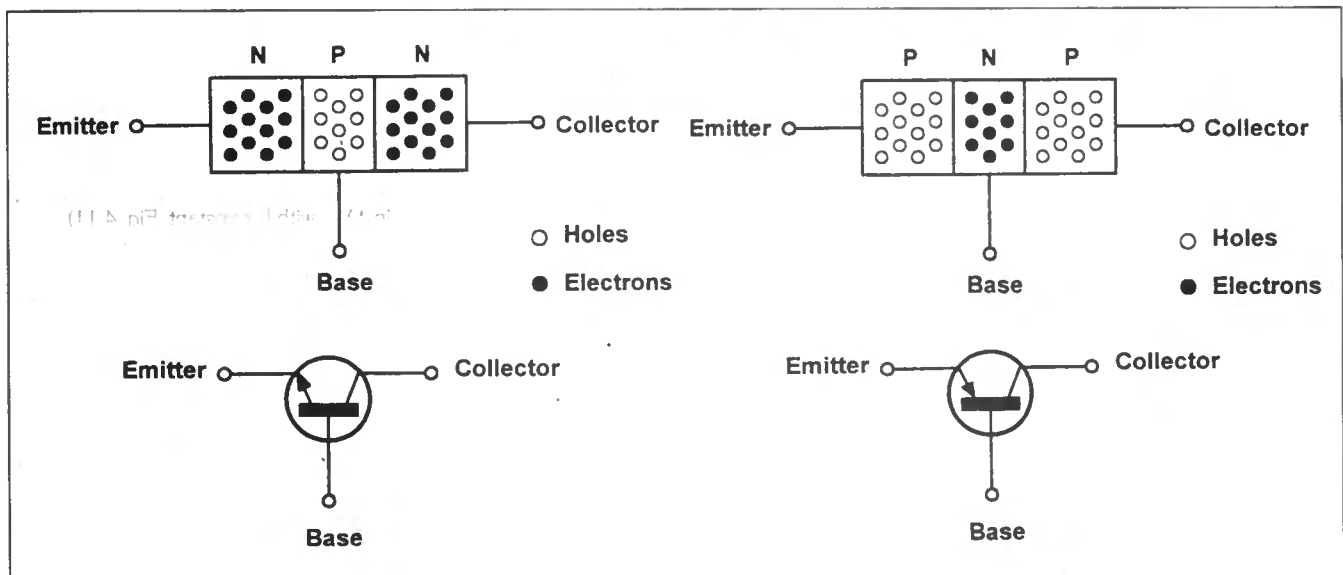 N P N
Emitter
Collector
Holes
Electrons
Base
Emitter
Collector
Base
P N P
Emitter
Collector
Holes
Electrons
Base
Emitter
Collector
Base